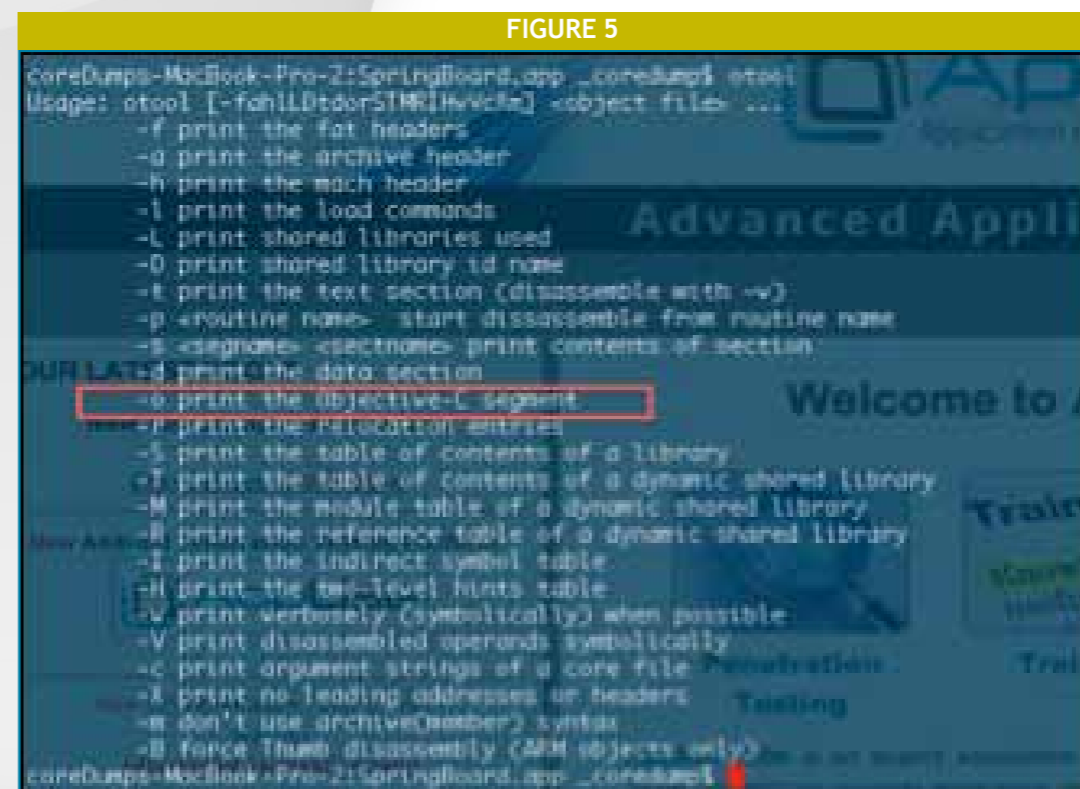 FIGURE 5
coreDumps-MacBook-Pro-2:SpringBoard.app _coredump$ otool
Usage: otool <object file> ...
-f print the fat headers
-a print the archive header
-h print the mach header
-l print the load commands
-L print shared libraries used
-D print shared library id name
-t print the text section (disassemble with -v)
-p <routine name> start dissassemble from routine name
-s <segname> <sectname> print contents of section
-d print the data section
-o print the Objective-C segment
-r print the relocation entries
-S print the table of contents of a library
-T print the table of contents of a dynamic shared library
-M print the module table of a dynamic shared library
-R print the reference table of a dynamic shared library
-I print the indirect symbol table
-H print the two-level hints table
-v print verbosely (symbolically) when possible
-V print disassembled operands symbolically
-c print argument strings of a core file
-X print no leading addresses or headers
-m don't use archive(member) syntax
-B force Thumb disassembly (ARM objects only)
coreDumps-MacBook-Pro-2:SpringBoard.app _coredump$
Advanced Appli
OUR LAT
Welcome to
Penetration
Testing